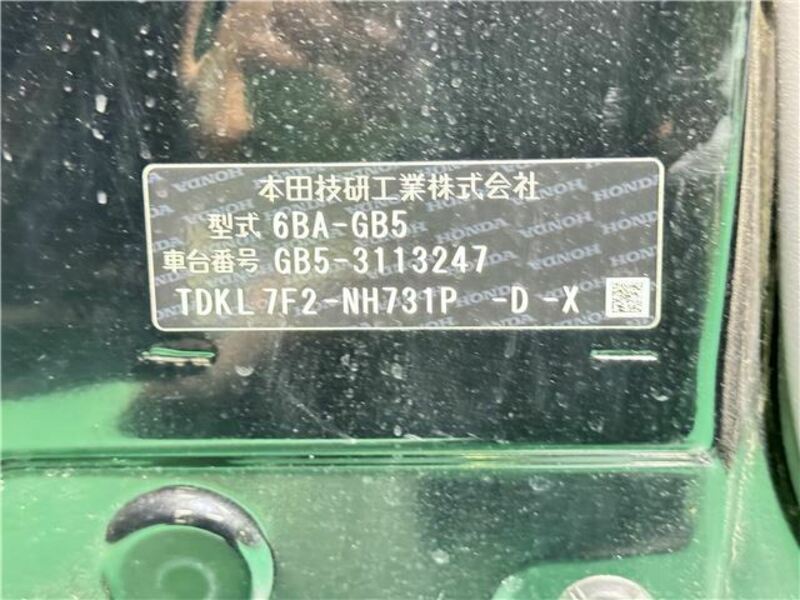 本田技研工業株式会社
型式 6BA-GB5
車台番号 GB5-3113247
TDKL 7F2-NH731P -D -X